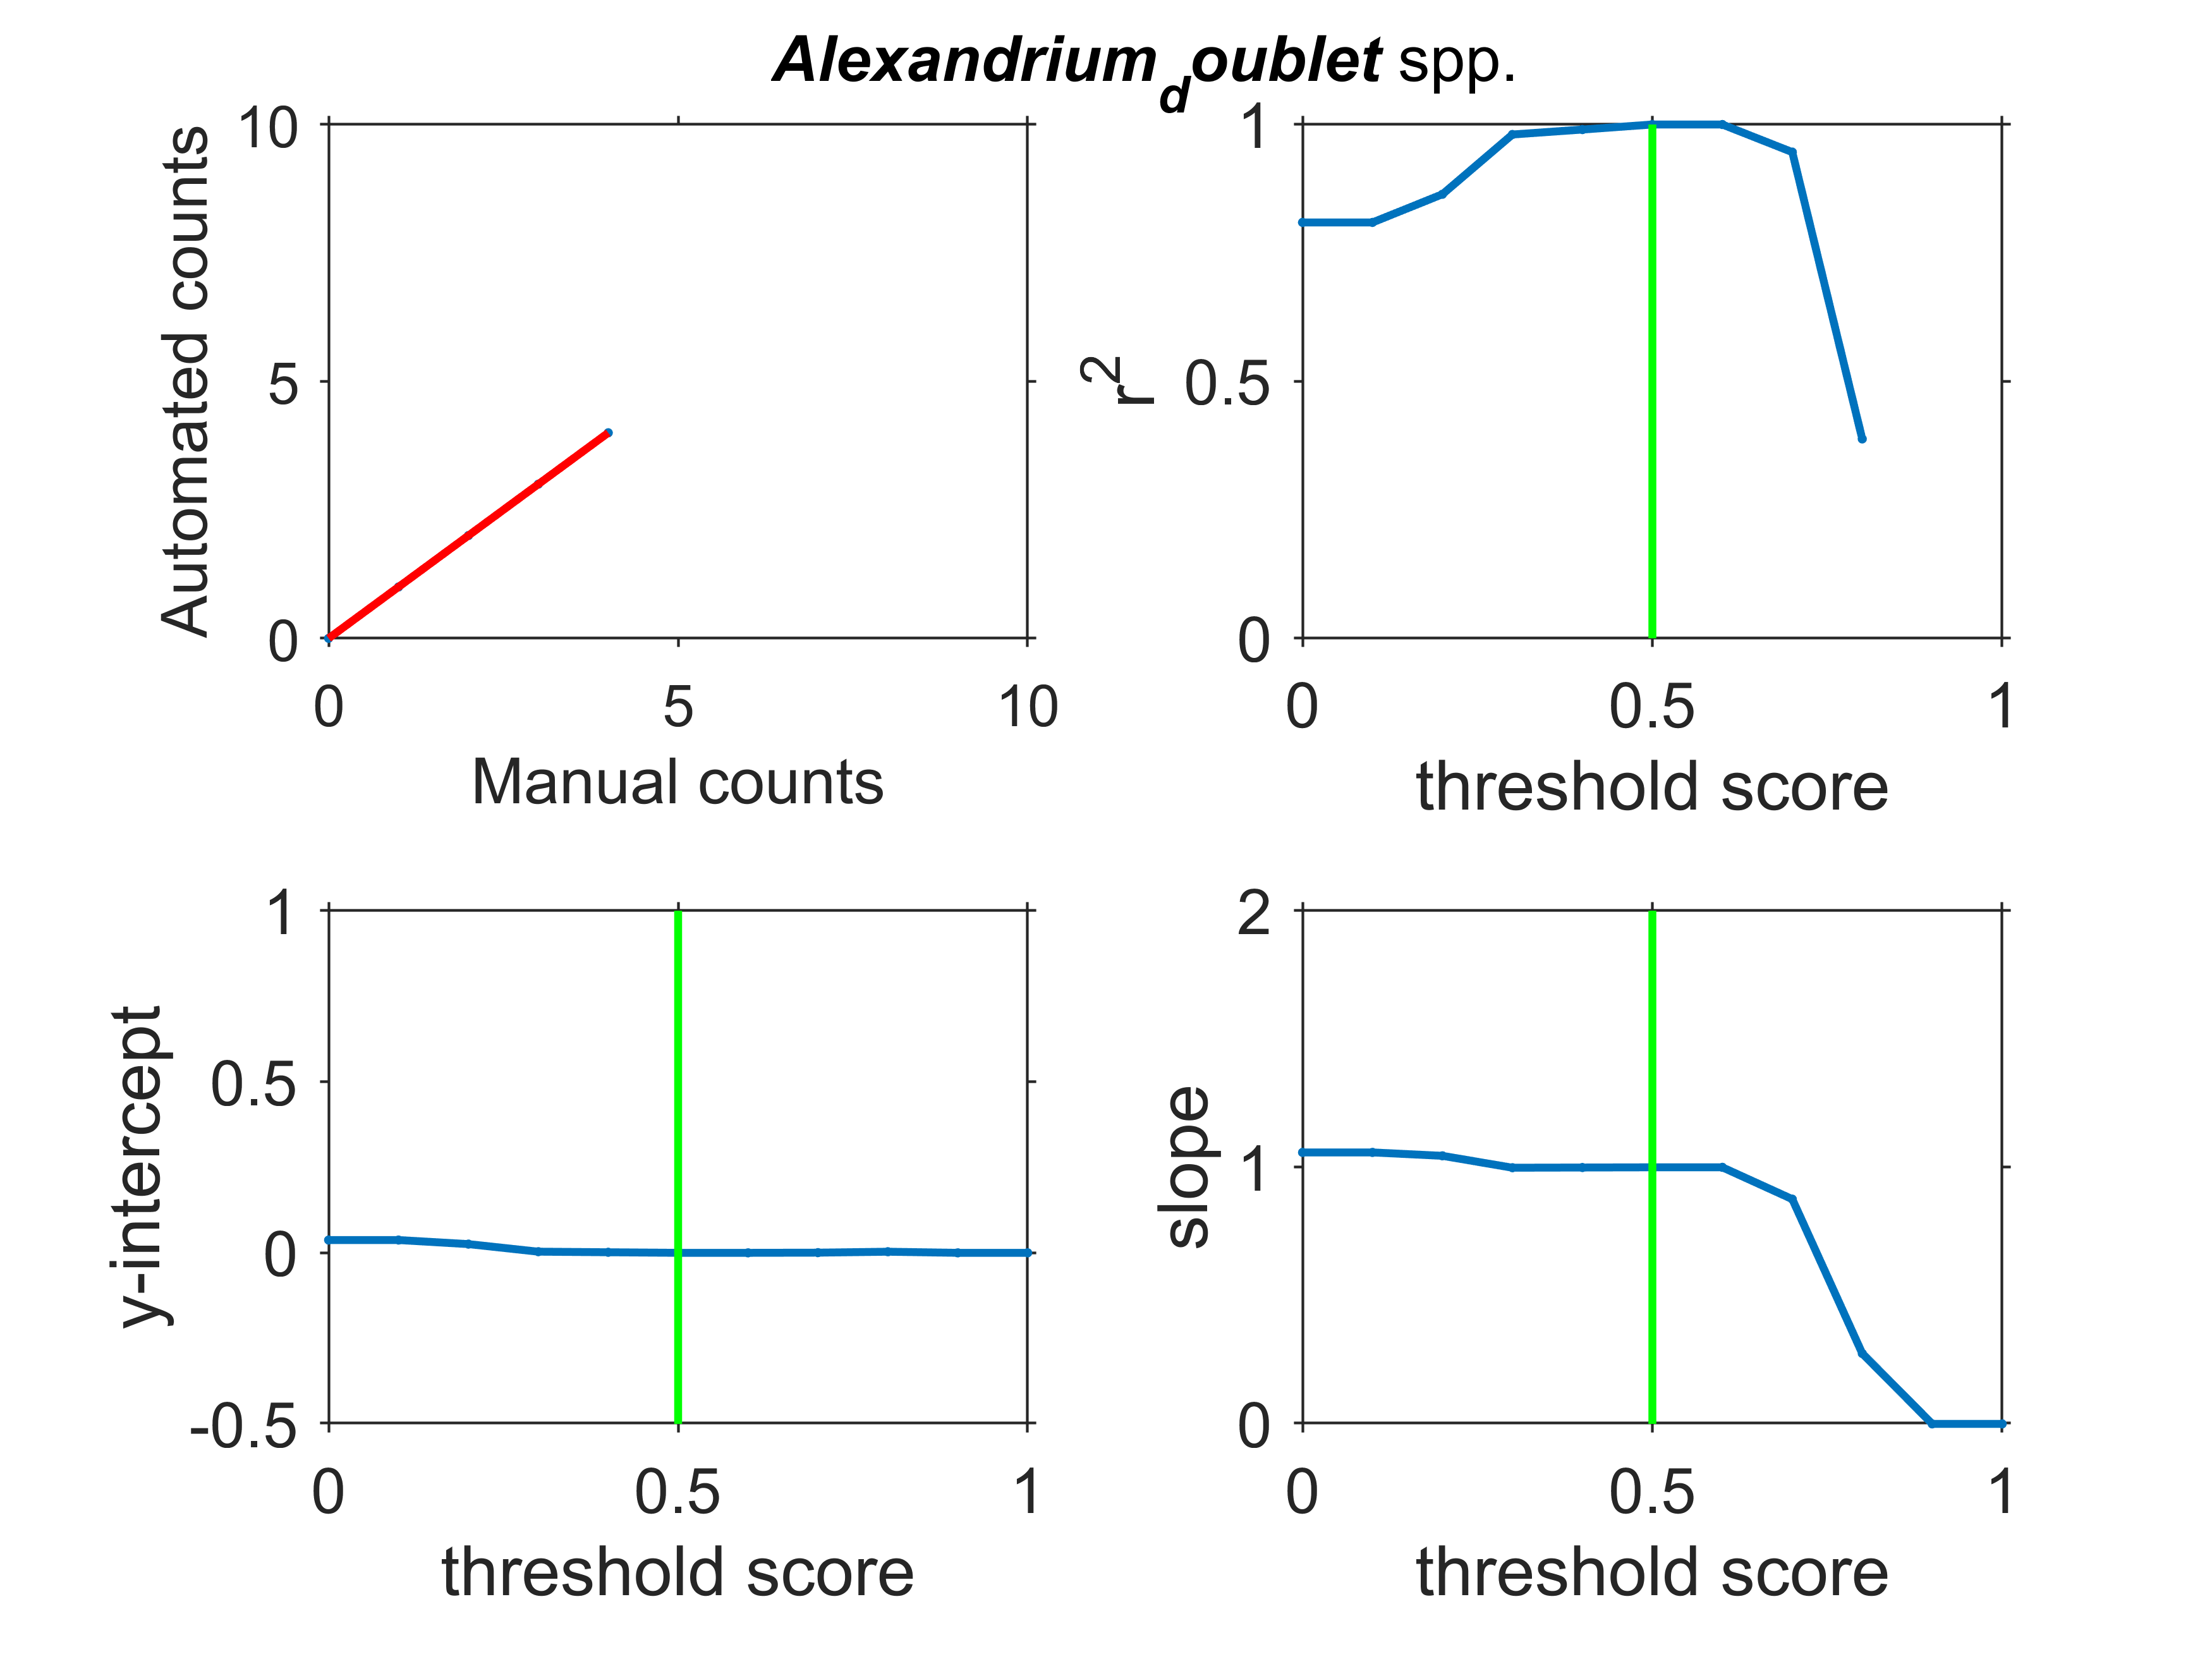 Alexandrium_doublet spp.
Automated counts
10
5
0
0 5 10
Manual counts
r²
1
0.5
0
0 0.5 1
threshold score
y-intercept
1
0.5
0
-0.5
0 0.5 1
threshold score
slope
2
1
0
0 0.5 1
threshold score